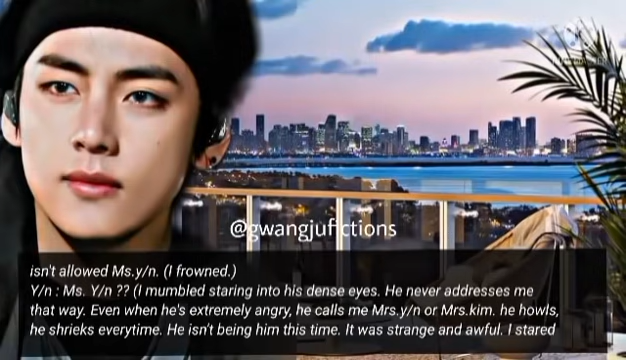 @gwangjufictions
isn't allowed Ms.y/n. (I frowned.)
Y/n : Ms. Y/n ?? (I mumbled staring into his dense eyes. He never addresses me
that way. Even when he's extremely angry, he calls me Mrs.y/n or Mrs.kim. he howls,
he shrieks everytime. He isn't being him this time. It was strange and awful. I stared